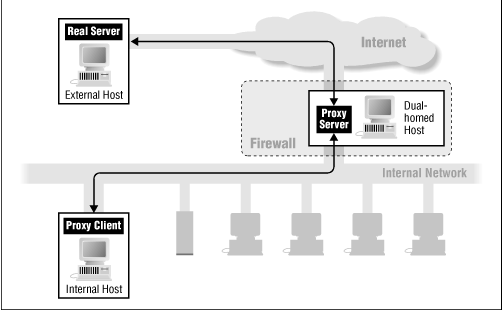 Real Server
External Host
Internet
Proxy
Server
Dual-
homed
Host
Firewall
Internal Network
Proxy Client
Internal Host